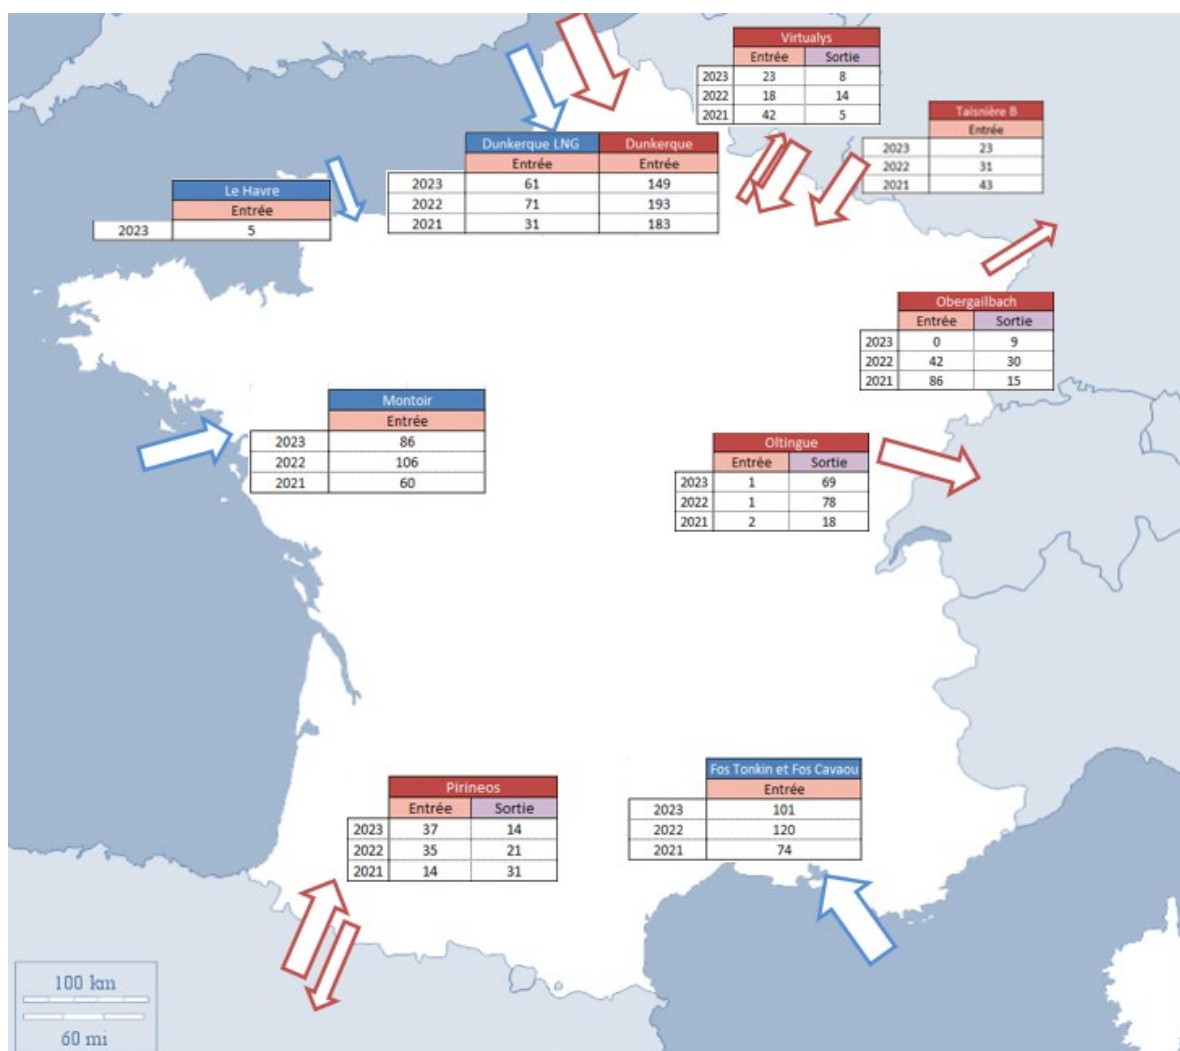 Virtualys
Entrée Sortie
2023 23 8
2022 18 14
2021 42 5
Taisnière B
Entrée
2023 23
2022 31
2021 43
Dunkerque LNG Dunkerque
Entrée Entrée
2023 61 149
2022 71 193
2021 31 183
Le Havre
Entrée
2023 5
Obergailbach
Entrée Sortie
2023 0 9
2022 42 30
2021 86 15
Montoir
Entrée
2023 86
2022 106
2021 60
Oltingue
Entrée Sortie
2023 1 69
2022 1 78
2021 2 18
Pirineos
Entrée Sortie
2023 37 14
2022 35 21
2021 14 31
Fos Tonkin et Fos Cavaou
Entrée
2023 101
2022 120
2021 74
100 km
60 mi